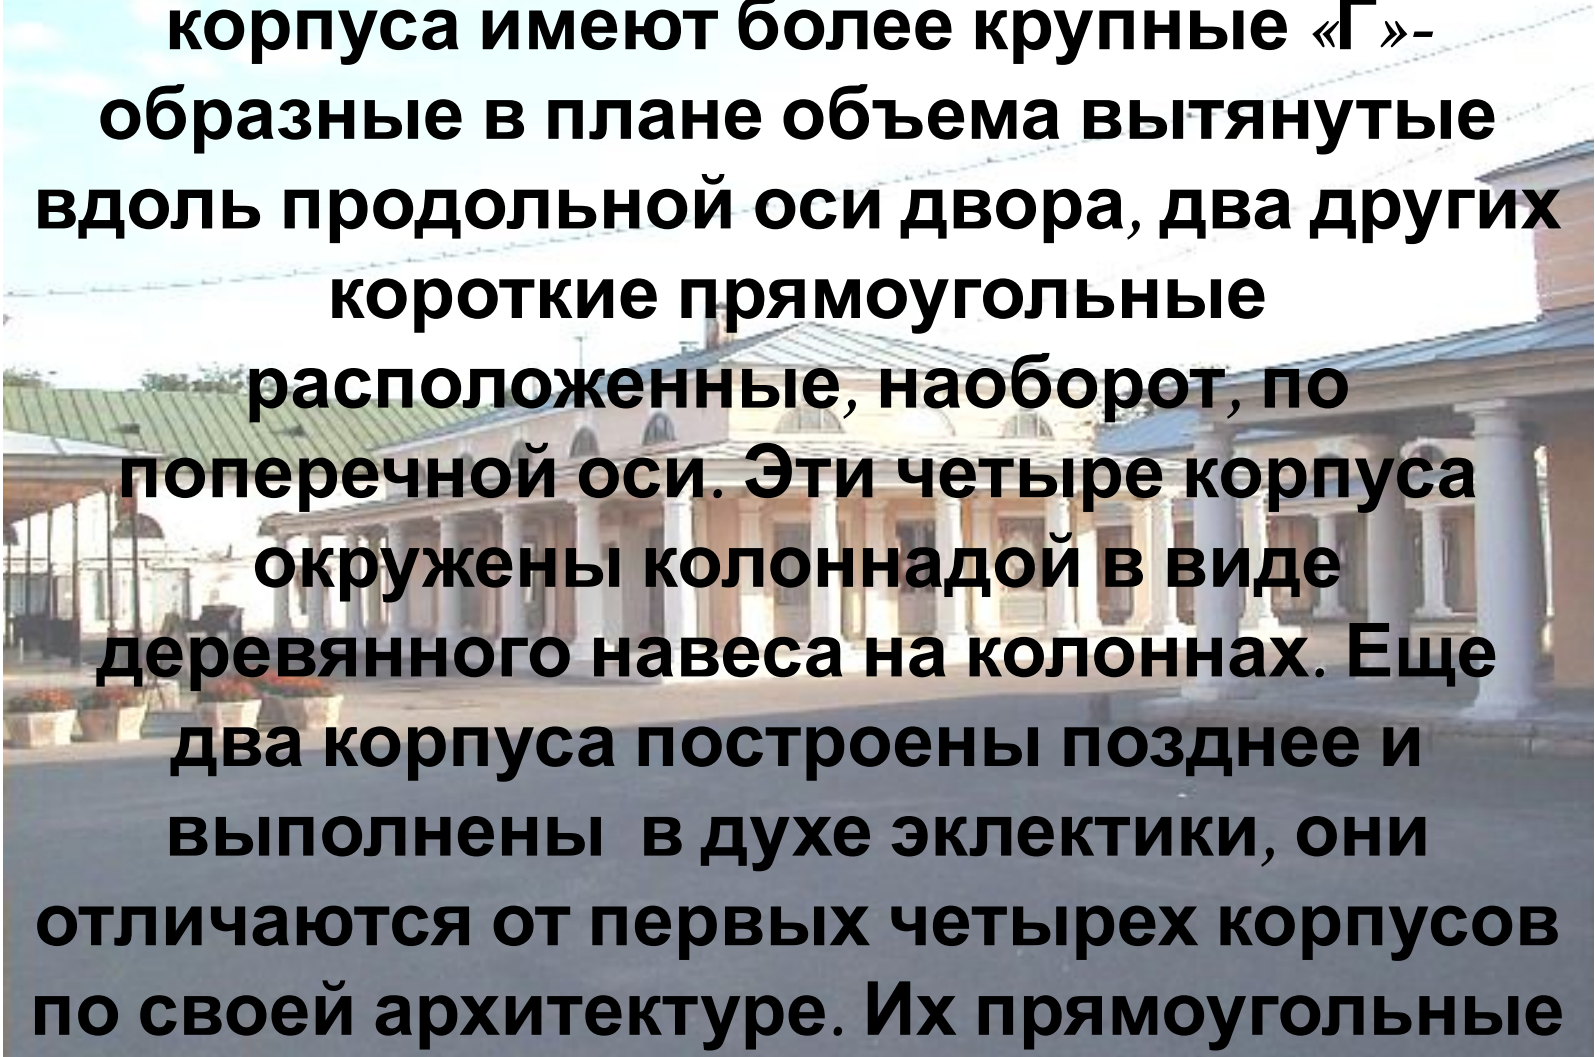 корпуса имеют более крупные «Г»-
образные в плане объема вытянутые
вдоль продольной оси двора, два других
короткие прямоугольные
расположенные, наоборот, по
поперечной оси. Эти четыре корпуса
окружены колоннадой в виде
деревянного навеса на колоннах. Еще
два корпуса построены позднее и
выполнены  в духе эклектики, они
отличаются от первых четырех корпусов
по своей архитектуре. Их прямоугольные